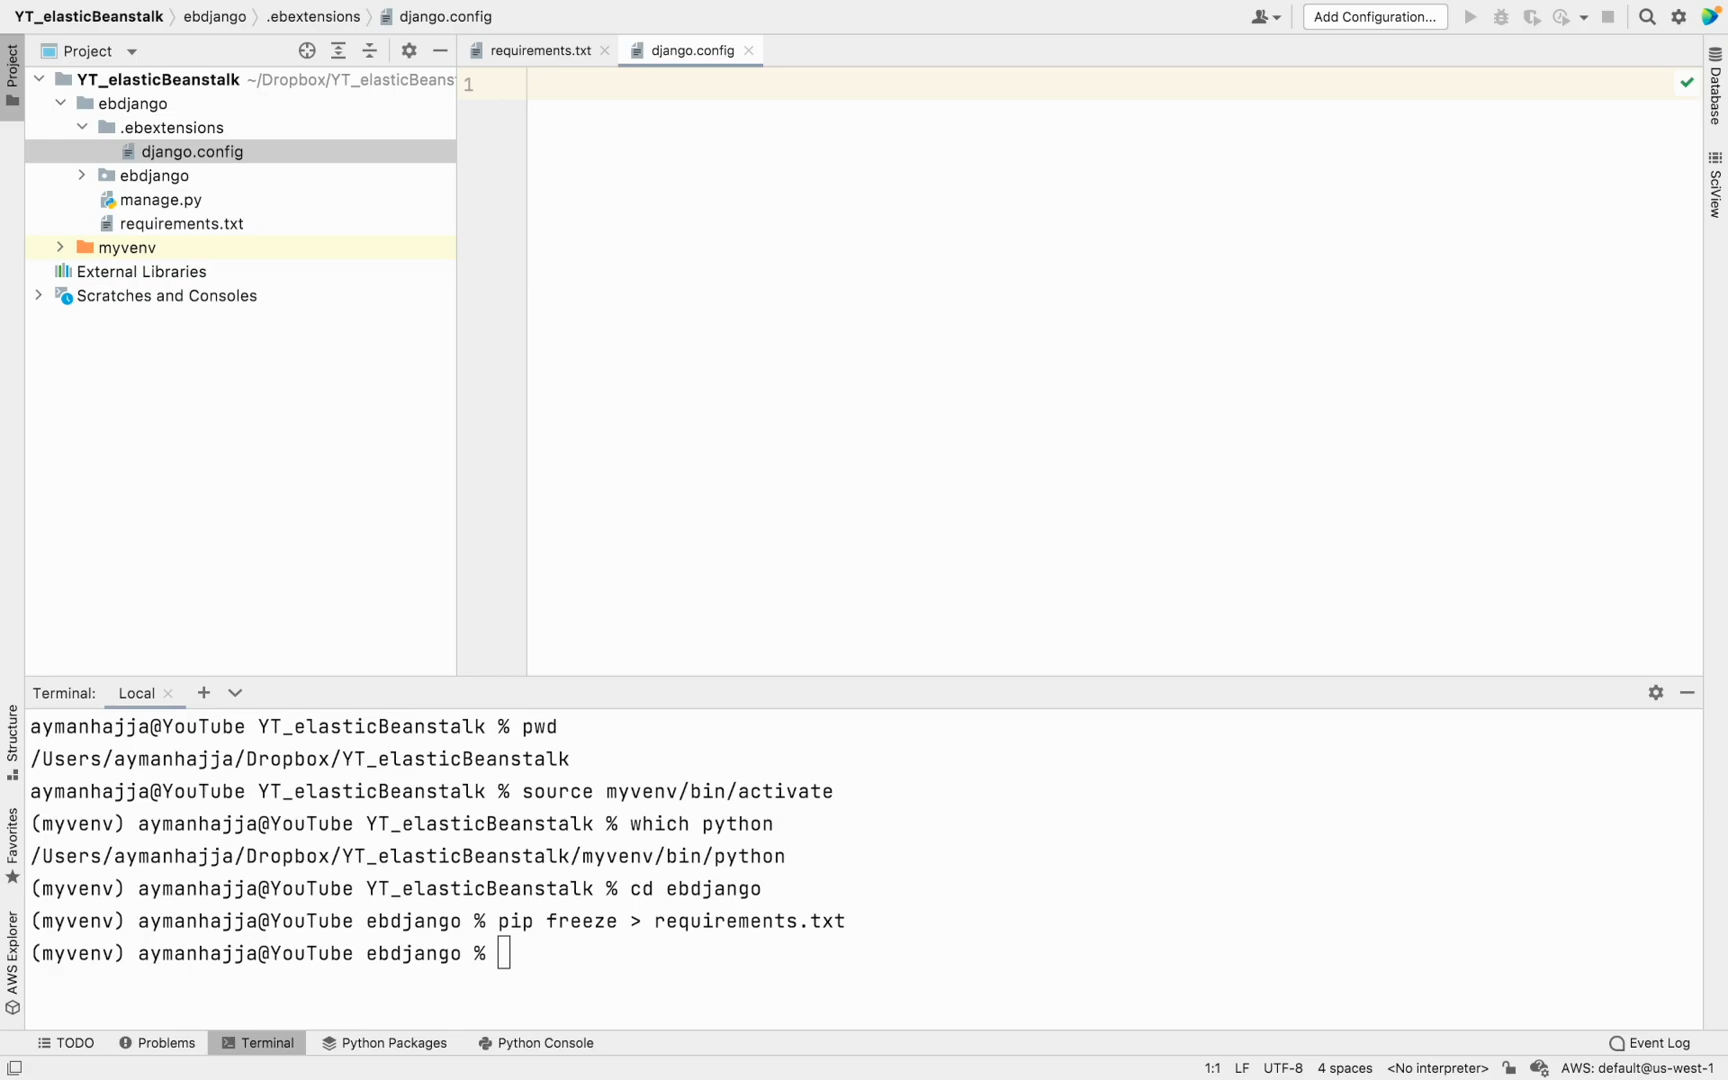 YT_elasticBeanstalk ebdjango .ebextensions django.config
Add Configuration...
Project
requirements.txt
django.config
YT_elasticBeanstalk ~/Dropbox/YT_elasticBeans
ebdjango
.ebextensions
django.config
ebdjango
manage.py
requirements.txt
myvenv
External Libraries
Scratches and Consoles
1
Project
Structure
Favorites
AWS Explorer
Database
SciView
Terminal: Local
aymanhajja@YouTube YT_elasticBeanstalk % pwd
/Users/aymanhajja/Dropbox/YT_elasticBeanstalk
aymanhajja@YouTube YT_elasticBeanstalk % source myvenv/bin/activate
(myvenv) aymanhajja@YouTube YT_elasticBeanstalk % which python
/Users/aymanhajja/Dropbox/YT_elasticBeanstalk/myvenv/bin/python
(myvenv) aymanhajja@YouTube YT_elasticBeanstalk % cd ebdjango
(myvenv) aymanhajja@YouTube ebdjango % pip freeze > requirements.txt
(myvenv) aymanhajja@YouTube ebdjango %
TODO Problems Terminal Python Packages Python Console Event Log
1:1 LF UTF-8 4 spaces <No interpreter> AWS: default@us-west-1